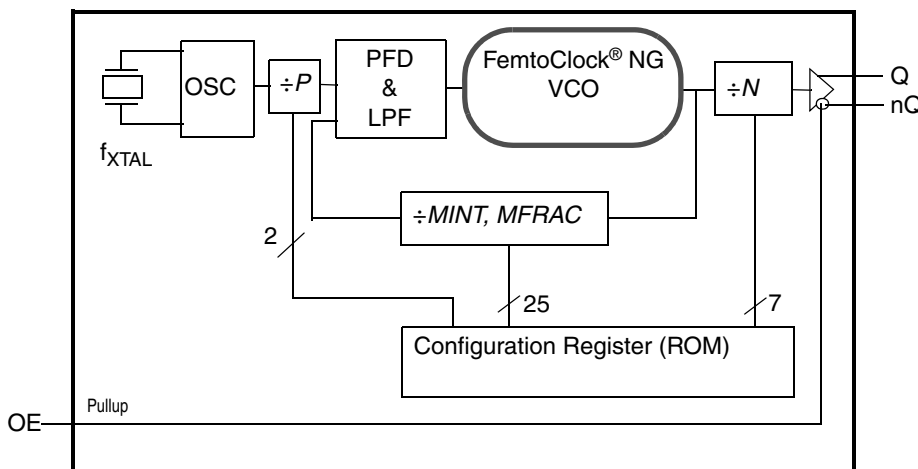 OSC
÷P
PFD
&
LPF
FemtoClock® NG
VCO
÷N
Q
nQ
fXTAL
÷MINT, MFRAC
2
25
7
Configuration Register (ROM)
Pullup
OE